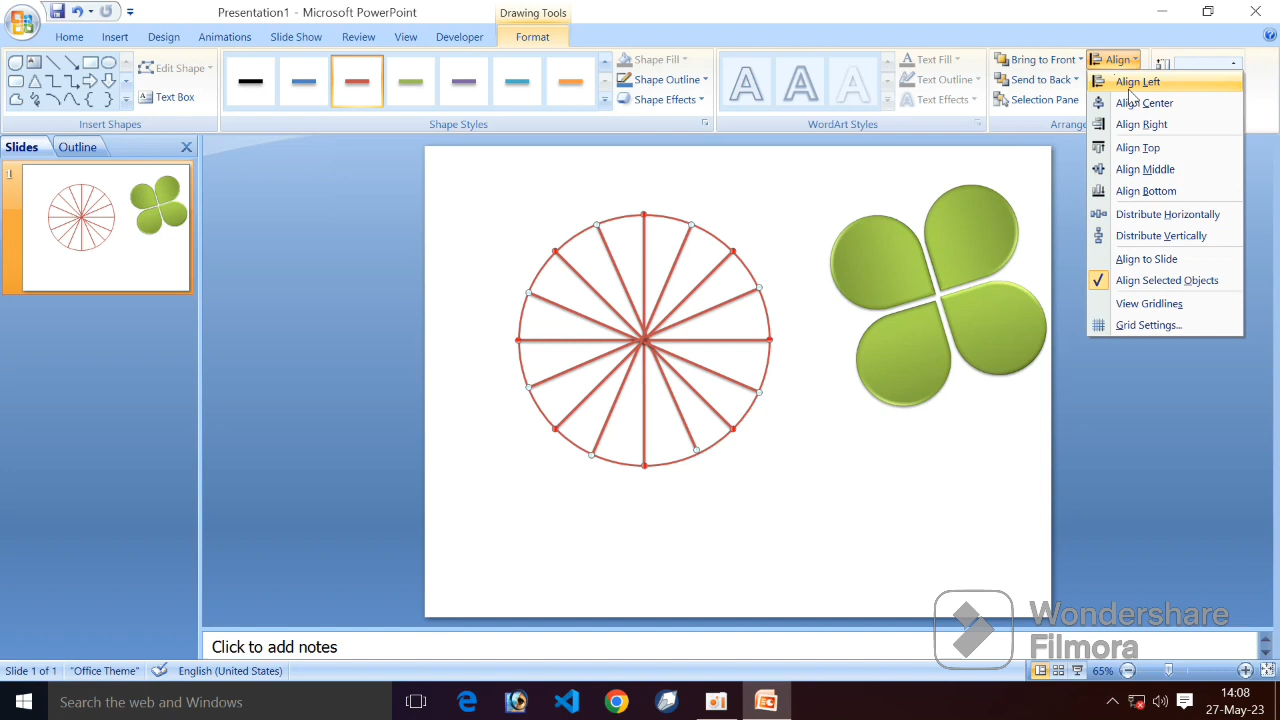 Presentation1 - Microsoft PowerPoint
Drawing Tools
Home
Insert
Design
Animations
Slide Show
Review
View
Developer
Format
Edit Shape
Text Box
Insert Shapes
Shape Fill
Shape Outline
Shape Effects
Shape Styles
A A A
Text Fill
Text Outline
Text Effects
WordArt Styles
Bring to Front
Send to Back
Selection Pane
Align
Arrange
Align Left
Align Center
Align Right
Align Top
Align Middle
Align Bottom
Distribute Horizontally
Distribute Vertically
Align to Slide
Align Selected Objects
View Gridlines
Grid Settings...
Slides
Outline
1
Wondershare
Filmora
Click to add notes
Slide 1 of 1
"Office Theme"
English (United States)
65%
Search the web and Windows
14:08
27-May-23